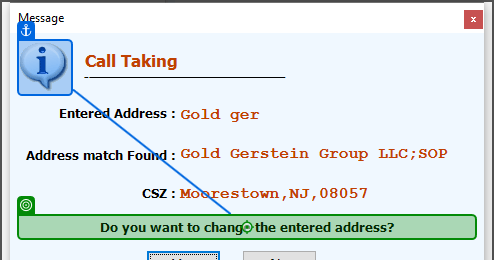 Message
x
Call Taking
Entered Address : Gold ger
Address match Found : Gold Gerstein Group LLC;SOP
CSZ : Moorestown,NJ,08057
Do you want to change the entered address?